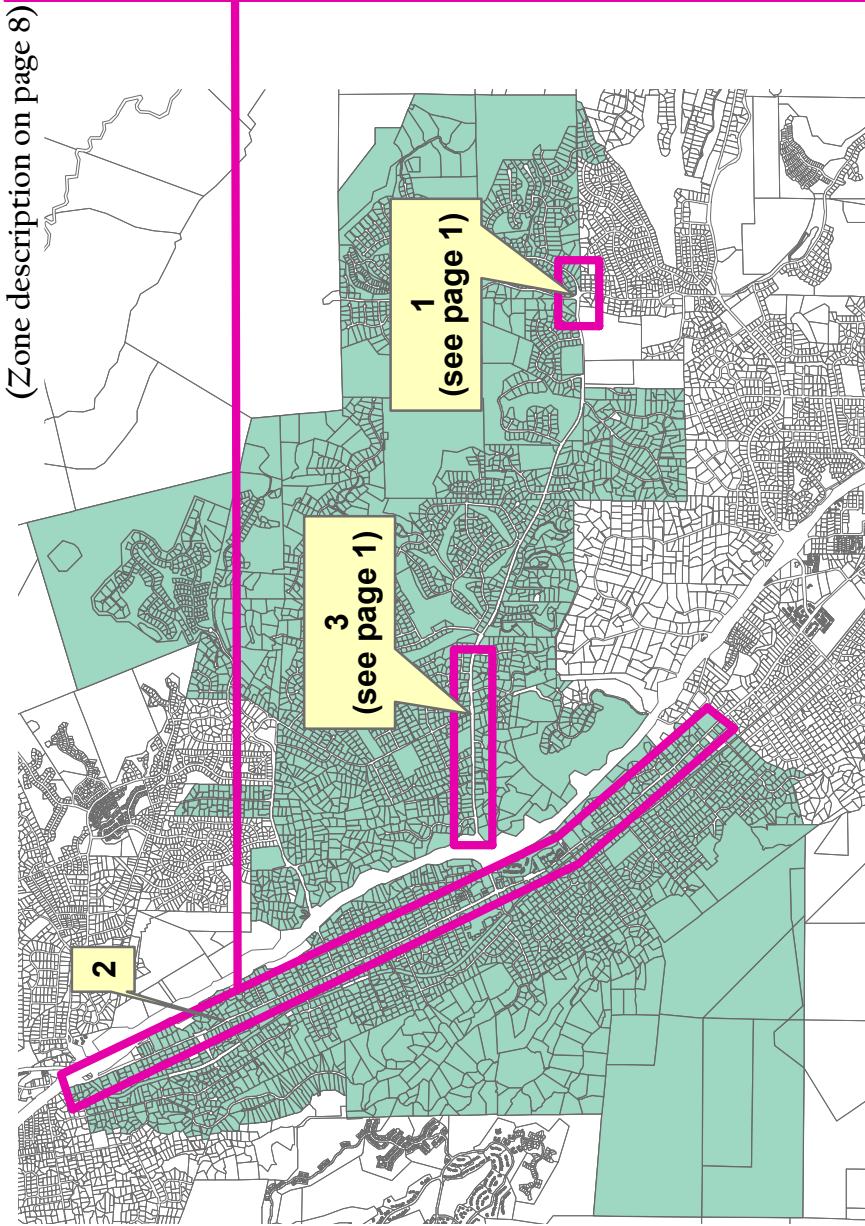 (Zone description on page 8)
1
(see page 1)
3
(see page 1)
2